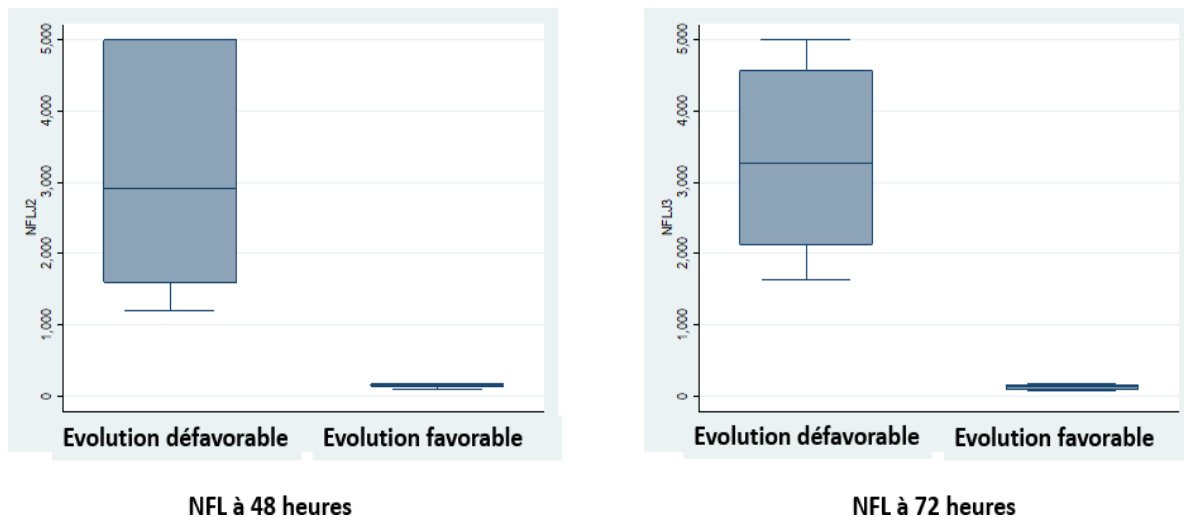 5,000
4,000
3,000
2,000
1,000
0
NFLJ2
Evolution défavorable
Evolution favorable
NFL à 48 heures
5,000
4,000
3,000
2,000
1,000
0
NFLJ3
Evolution défavorable
Evolution favorable
NFL à 72 heures